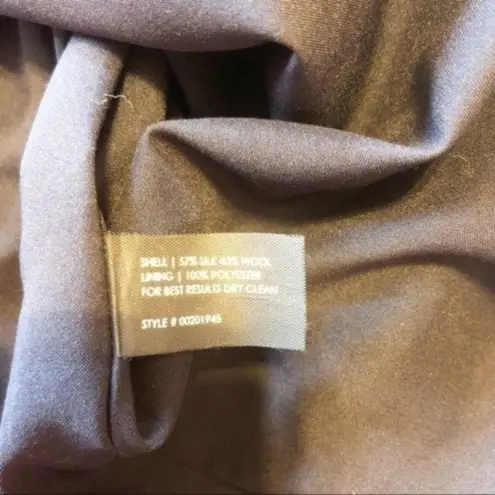 SHELL | 57% SILK 43% WOOL
LINING | 100% POLYESTER
FOR BEST RESULTS DRY CLEAN
STYLE # 00201945